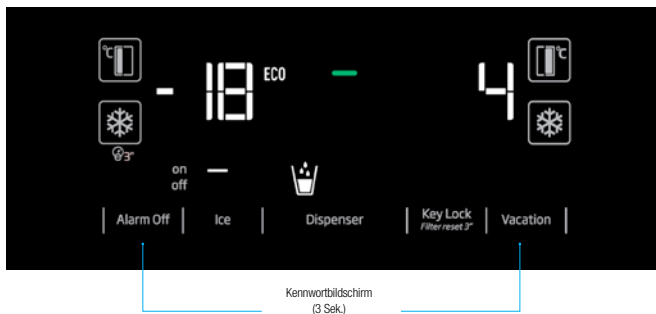 °C
°C
- 18 ECO
4
3"
on
off
Alarm Off
Ice
Dispenser
Key Lock
Filter reset 3"
Vacation
Kennwortbildschirm
(3 Sek.)